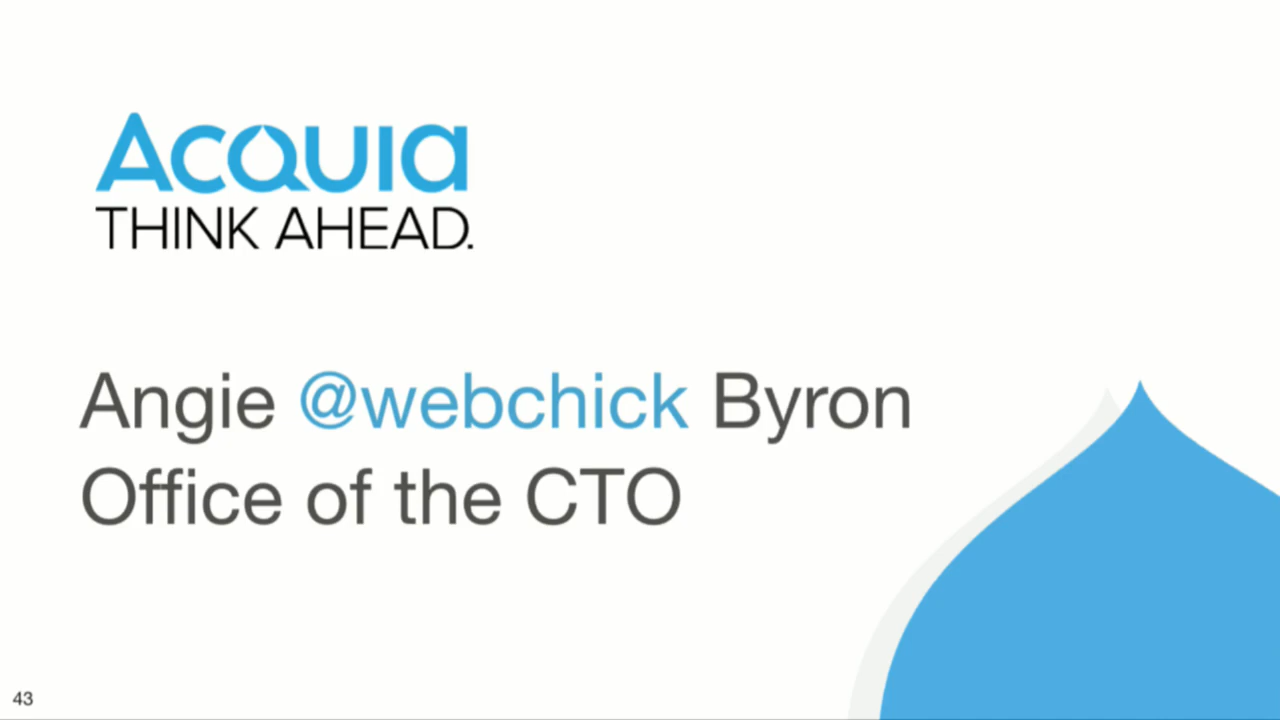 Acquia
THINK AHEAD.
Angie @webchick Byron
Office of the CTO
43